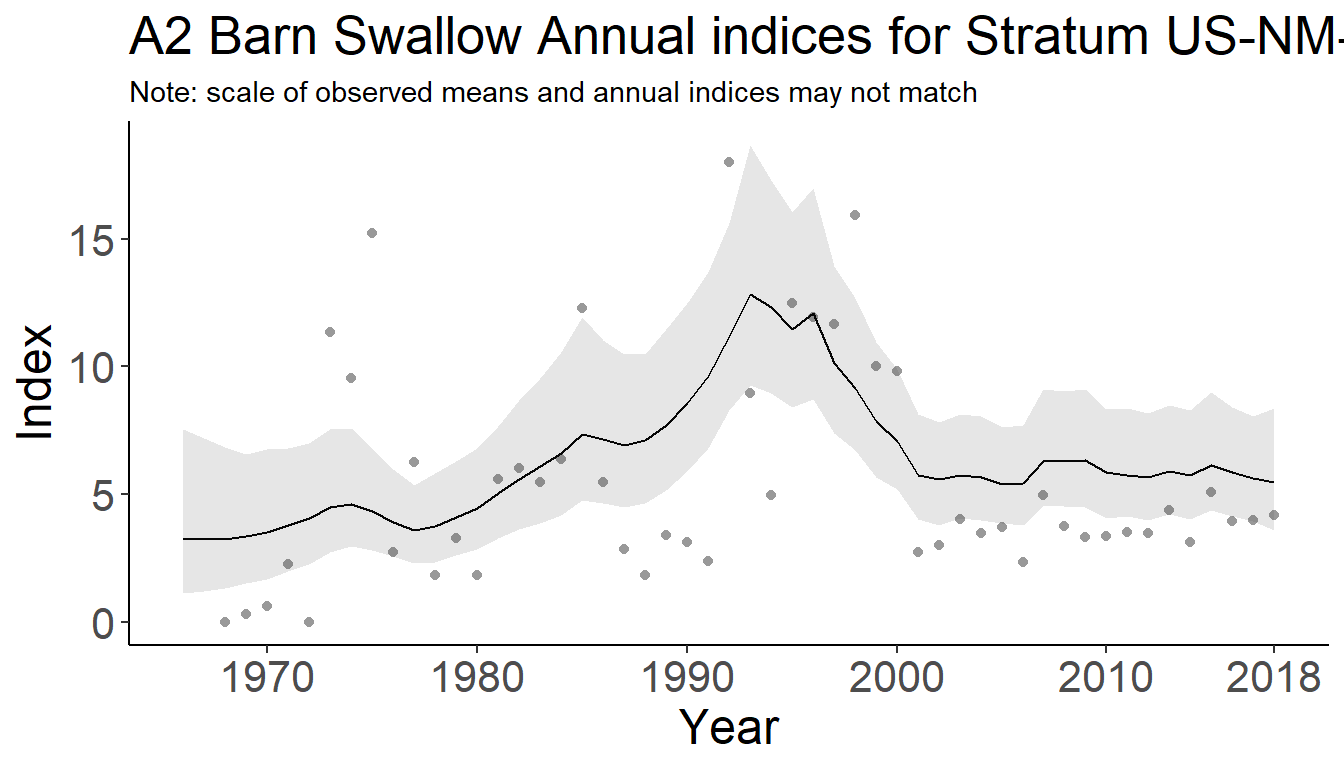 A2 Barn Swallow Annual indices for Stratum US-NM-
Note: scale of observed means and annual indices may not match
15
10
5
0
Index
1970 1980 1990 2000 2010 2018
Year